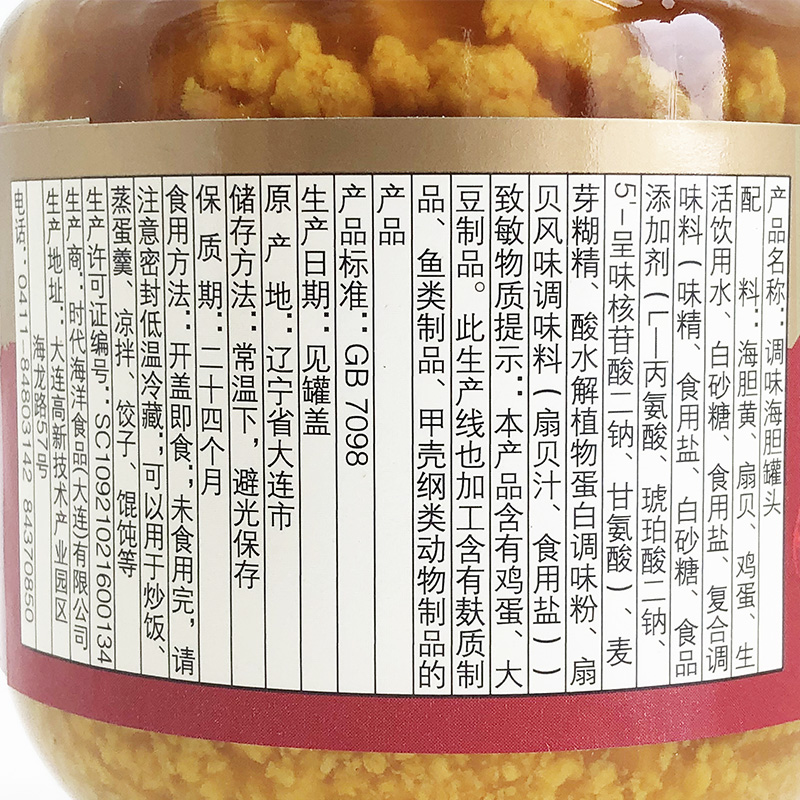 产品名称：调味海胆罐头
配料：海胆黄、扇贝、鸡蛋、生
活饮用水、白砂糖、食用盐、复合调
味料(味精、食用盐、白砂糖、食品
添加剂(L—丙氨酸、琥珀酸二钠、
5'-呈味核苷酸二钠、甘氨酸)、麦
芽糊精、酸水解植物蛋白调味粉、扇
贝风味调味料(扇贝汁、食用盐))
致敏物质提示：本产品含有鸡蛋、大
豆制品。此生产线也加工含有麸质制
品、鱼类制品、甲壳纲类动物制品的
产品
产品标准：GB 7098
生产日期：见罐盖
原产地：辽宁省大连市
储存方法：常温下，避光保存
保质期：二十四个月
食用方法：开盖即食；未食用完，请
注意密封低温冷藏；可以用于炒饭、
蒸蛋羹、凉拌、饺子、馄饨等
生产许可证编号：SC10921021600134
生产商：时代海洋食品(大连)有限公司
生产地址：大连高新技术产业园区
海龙路57号
电话：0411-84803142 84370850